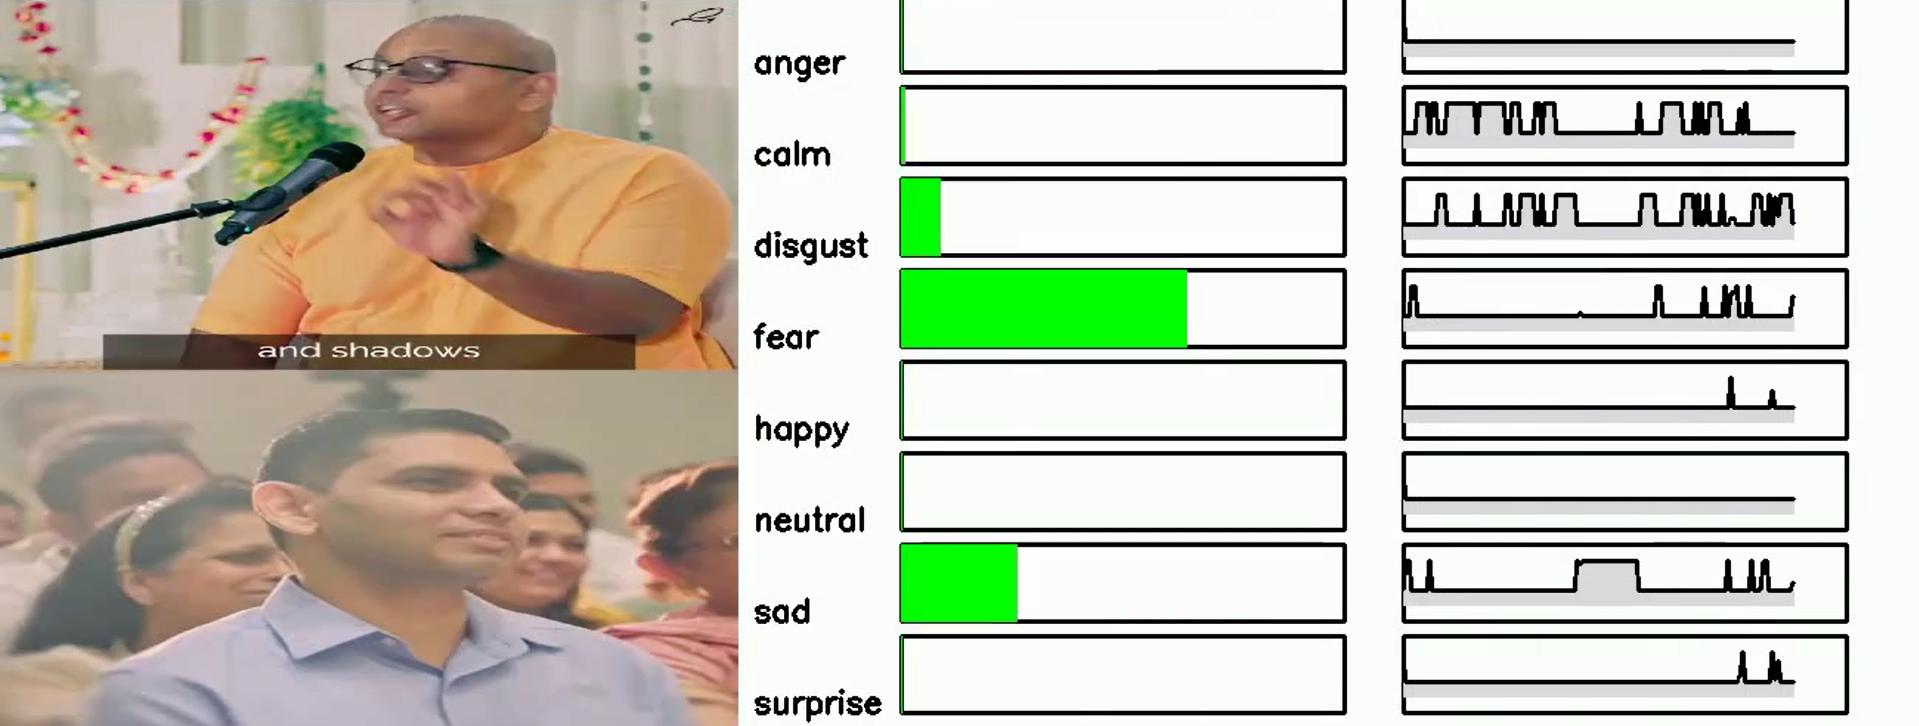 and shadows
anger
calm
disgust
fear
happy
neutral
sad
surprise